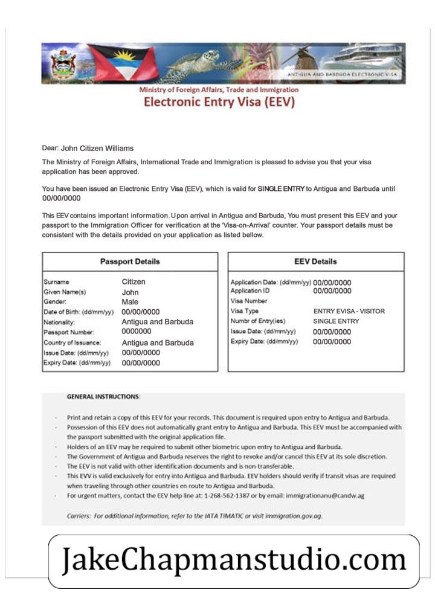 ANTIGUA AND BARBUDA ELECTRONIC VISA
Ministry of Foreign Affairs, Trade and Immigration
Electronic Entry Visa (EEV)
Dear: John Citizen Williams
The Ministry of Foreign Affairs, International Trade and Immigration is pleased to advise you that your visa
application has been approved.
You have been issued an Electronic Entry Visa (EEV), which is valid for SINGLE ENTRY to Antigua and Barbuda until
00/00/0000
This EEV contains important information. Upon arrival in Antigua and Barbuda, You must present this EEV and your
passport to the Immigration Officer for verification at the 'Visa-on-Arrival' counter. Your passport details must be
consistent with the details provided on your application as listed bellow.
Passport Details
Surname Citizen
Given Name(s) John
Gender: Male
Date of Birth: (dd/mm/yy) 00/00/0000
Nationality: Antigua and Barbuda
Passport Number: 0000000
Country of Issuance: Antigua and Barbuda
Issue Date: (dd/mm/yy) 00/00/0000
Expiry Date: (dd/mm/yy) 00/00/0000
EEV Details
Application Date: (dd/mm/yy) 00/00/0000
Application ID 00/00/0000
Visa Number
Visa Type ENTRY EVISA - VISITOR
Numbr of Entry(ies) SINGLE ENTRY
Issue Date: (dd/mm/yy) 00/00/0000
Expiry Date: (dd/mm/yy) 00/00/0000
GENERAL INSTRUCTIONS:
- Print and retain a copy of this EEV for your records. This document is required upon entry to Antigua and Barbuda.
- Possession of this EEV does not automatically grant entry to Antigua and Barbuda. This EEV must be accompanied with
the passport submitted with the original application file.
- Holders of an EEV may be required to submit other biometric upon entry to Antigua and Barbuda.
- The Government of Antigua and Barbuda reserves the right to revoke and/or cancel this EEV at its sole discretion.
- The EEV is not valid with other identification documents and is non-transferable.
- This EVV is valid exclusively for entry into Antigua and Barbuda. EEV holders should verify if transit visas are required
when traveling through other countries en route to Antigua and Barbuda.
- For urgent matters, contact the EEV help line at: 1-268-562-1387 or by email: immigrationanu@candw.ag
Carriers: For additional information, refer to the IATA TIMATIC or visit immigration.gov.ag.
JakeChapmanstudio.com